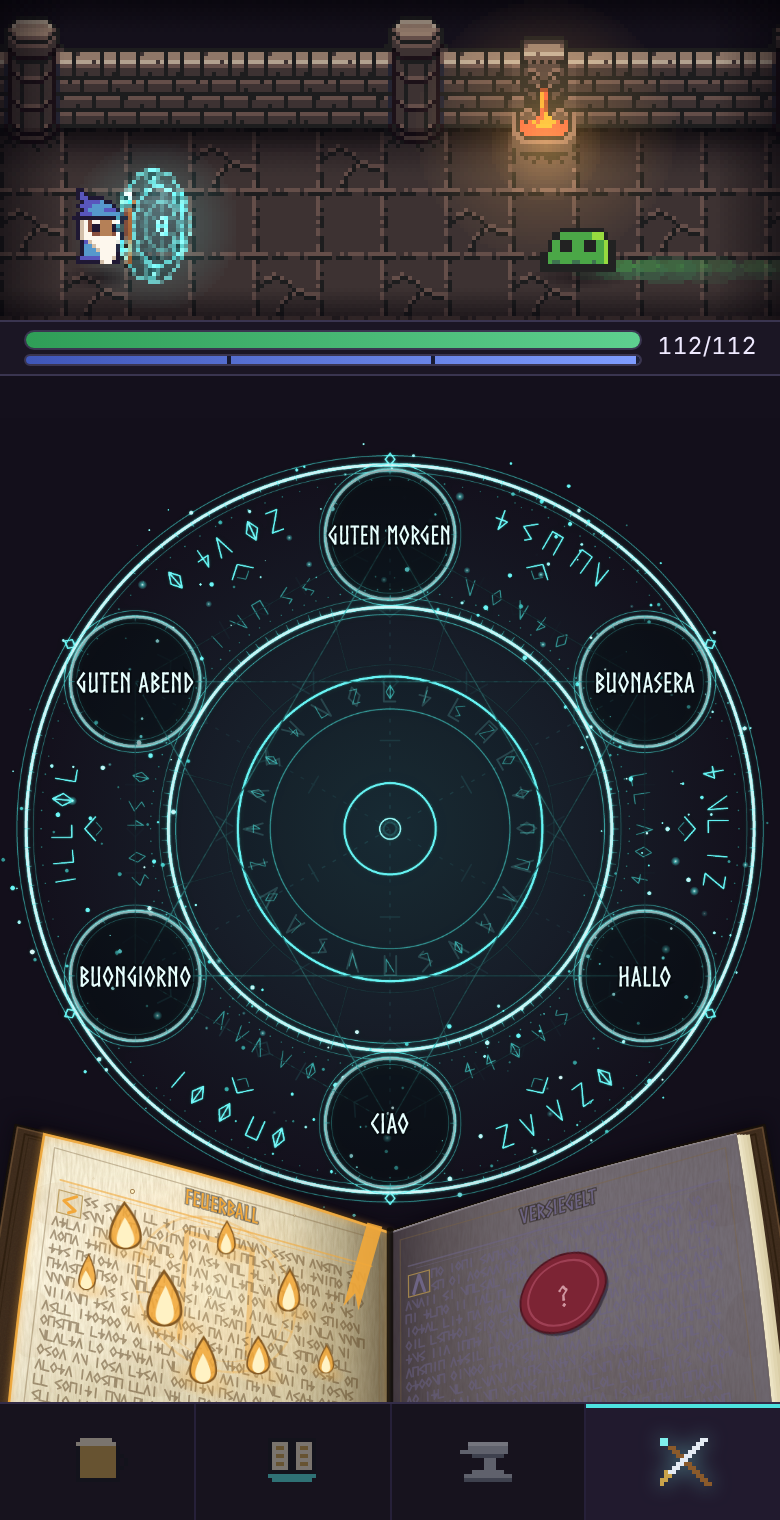 112/112
GUTEN MORGEN
GUTEN ABEND
BUONASERA
BUONGIORNO
HALLO
CIAO
FEUERBALL
VERSIEGELT
?